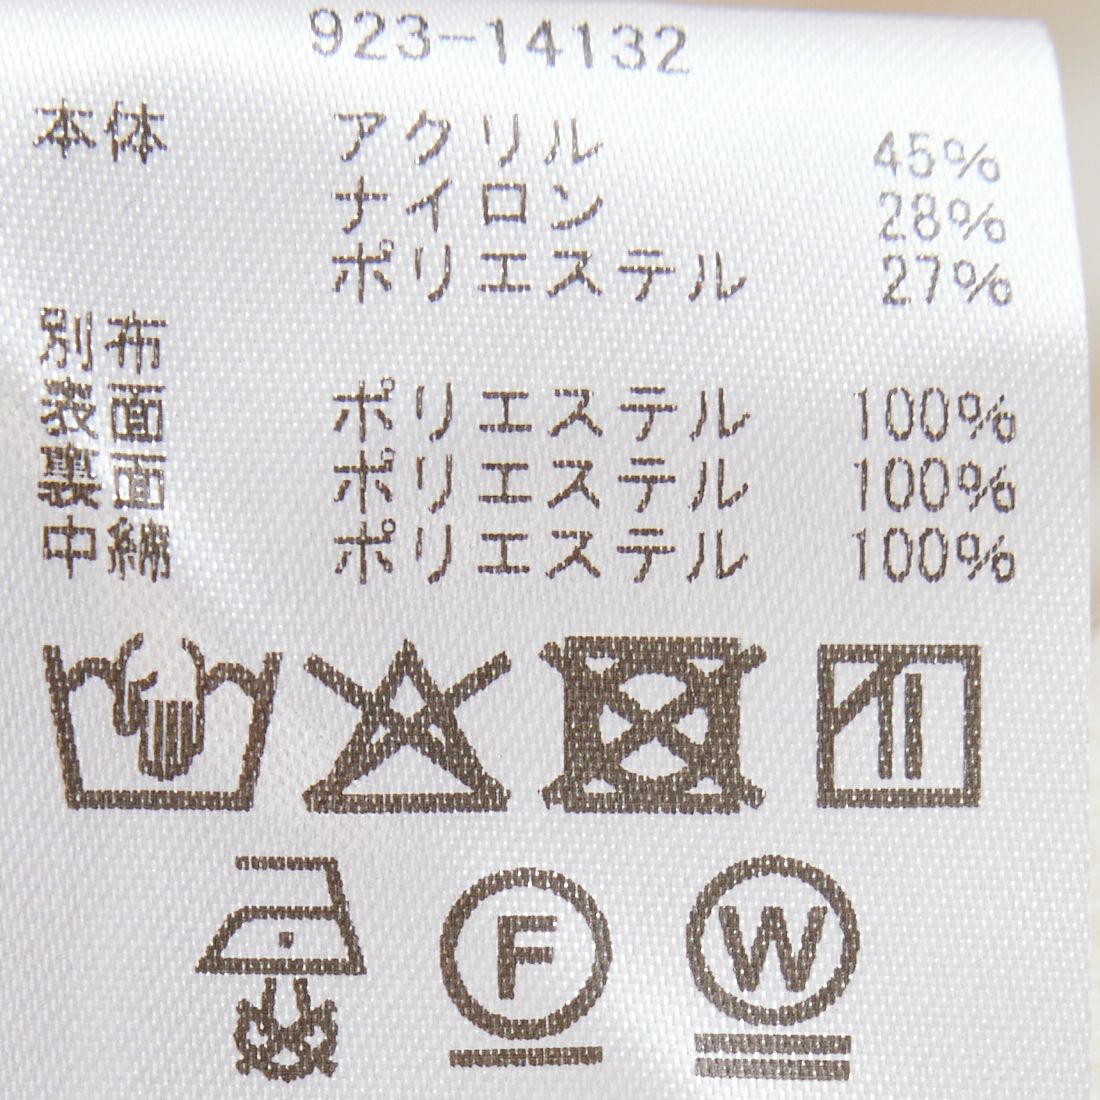 923-14132
本体 アクリル 45%
ナイロン 28%
ポリエステル 27%
別布
表面 ポリエステル 100%
裏面 ポリエステル 100%
中綿 ポリエステル 100%
F W